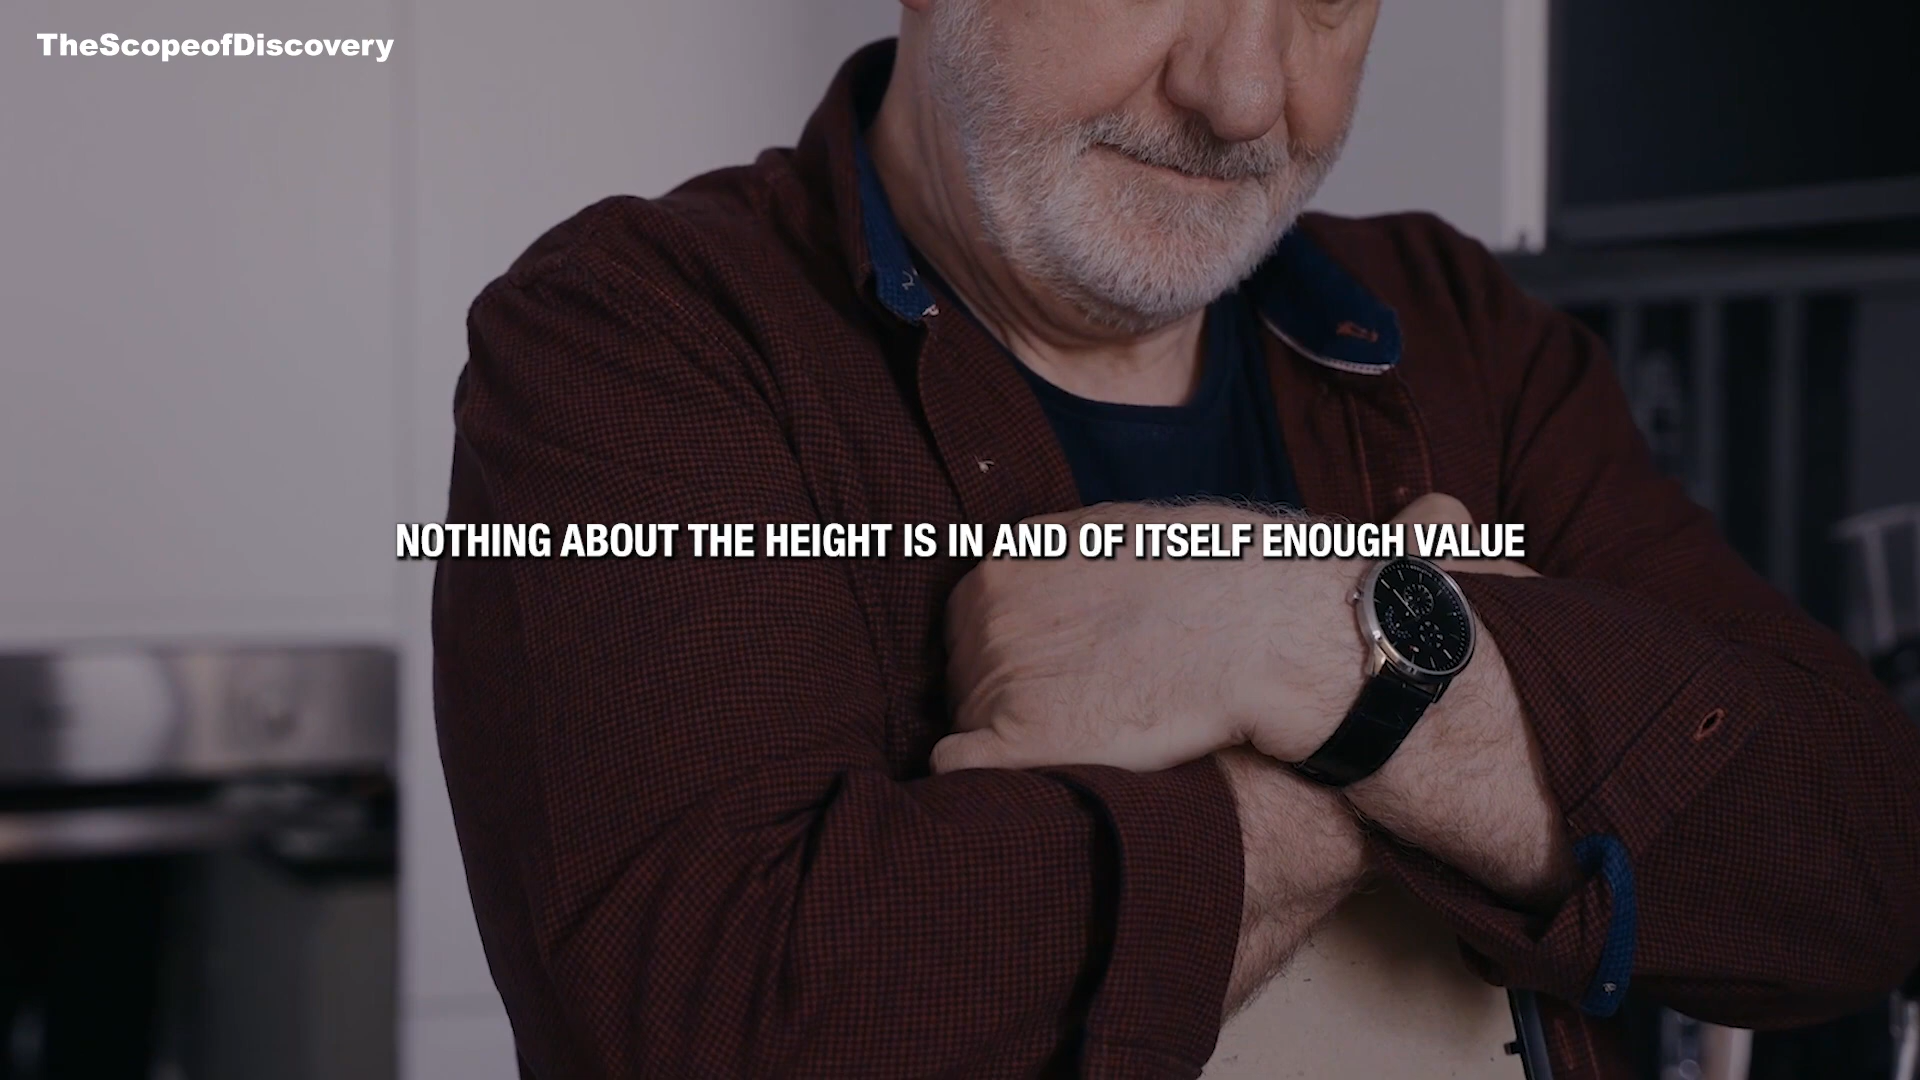 TheScopeofDiscovery
NOTHING ABOUT THE HEIGHT IS IN AND OF ITSELF ENOUGH VALUE